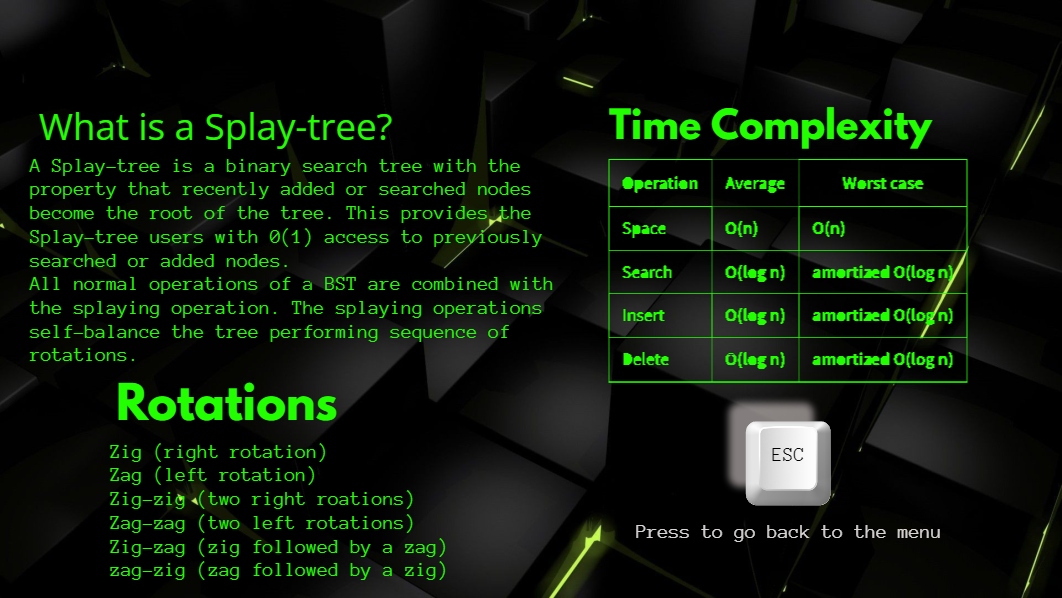 What is a Splay-tree?
A Splay-tree is a binary search tree with the
property that recently added or searched nodes
become the root of the tree. This provides the
Splay-tree users with O(1) access to previously
searched or added nodes.
All normal operations of a BST are combined with
the splaying operation. The splaying operations
self-balance the tree performing sequence of
rotations.
Rotations
Zig (right rotation)
Zag (left rotation)
Zig-zig (two right roations)
Zag-zag (two left rotations)
Zig-zag (zig followed by a zag)
zag-zig (zag followed by a zig)
Time Complexity
Operation Average Worst case
Space O(n) O(n)
Search O(log n) amortized O(log n)
Insert O(log n) amortized O(log n)
Delete O(log n) amortized O(log n)
ESC
Press to go back to the menu